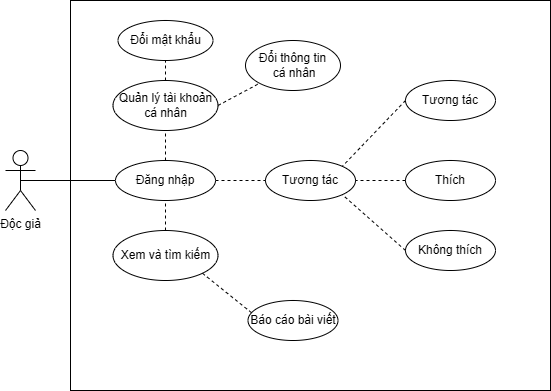 Đổi mật khẩu
Đổi thông tin
cá nhân
Quản lý tài khoản
cá nhân
Tương tác
Đăng nhập
Tương tác
Thích
Độc giả
Xem và tìm kiếm
Không thích
Báo cáo bài viết